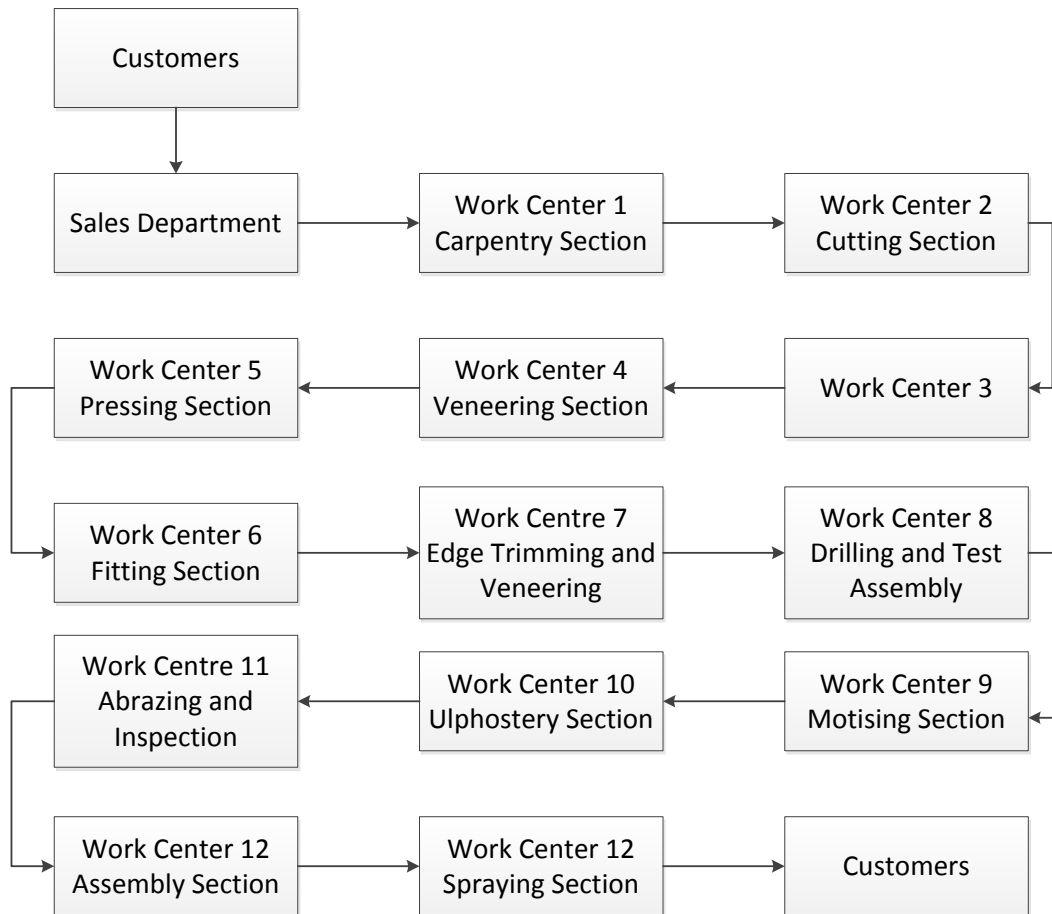 Customers
Sales Department
Work Center 1
Carpentry Section
Work Center 2
Cutting Section
Work Center 5
Pressing Section
Work Center 4
Veneering Section
Work Center 3
Work Center 6
Fitting Section
Work Centre 7
Edge Trimming and
Veneering
Work Center 8
Drilling and Test
Assembly
Work Centre 11
Abrazing and
Inspection
Work Center 10
Ulphostery Section
Work Center 9
Motising Section
Work Center 12
Assembly Section
Work Center 12
Spraying Section
Customers